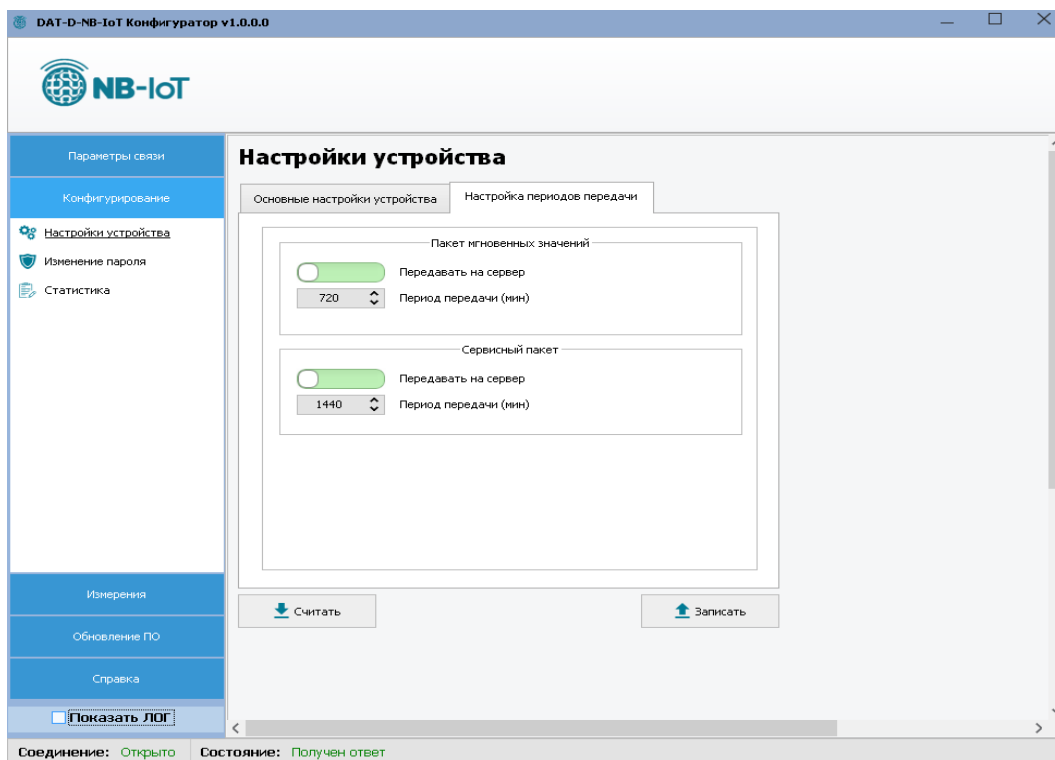 DAT-D-NB-IoT Конфигуратор v1.0.0.0
NB-IoT
Параметры связи
Конфигурирование
Настройки устройства
Изменение пароля
Статистика
Измерения
Обновление ПО
Справка
Показать ЛОГ
Настройки устройства
Основные настройки устройства
Настройка периодов передачи
Пакет мгновенных значений
Передавать на сервер
720
Период передачи (мин)
Сервисный пакет
Передавать на сервер
1440
Период передачи (мин)
Считать
Записать
Соединение: Открыто Состояние: Получен ответ